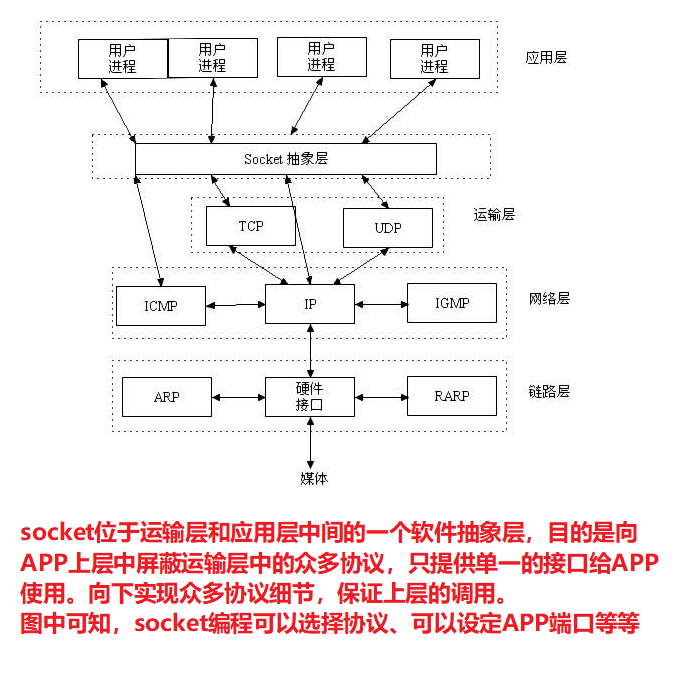 用户
进程
用户
进程
用户
进程
用户
进程
应用层
Socket 抽象层
TCP
UDP
运输层
ICMP
IP
IGMP
网络层
ARP
硬件
接口
RARP
链路层
媒体
socket位于运输层和应用层中间的一个软件抽象层，目的是向
APP上层中屏蔽运输层中的众多协议，只提供单一的接口给APP
使用。向下实现众多协议细节，保证上层的调用。
图中可知，socket编程可以选择协议、可以设定APP端口等等